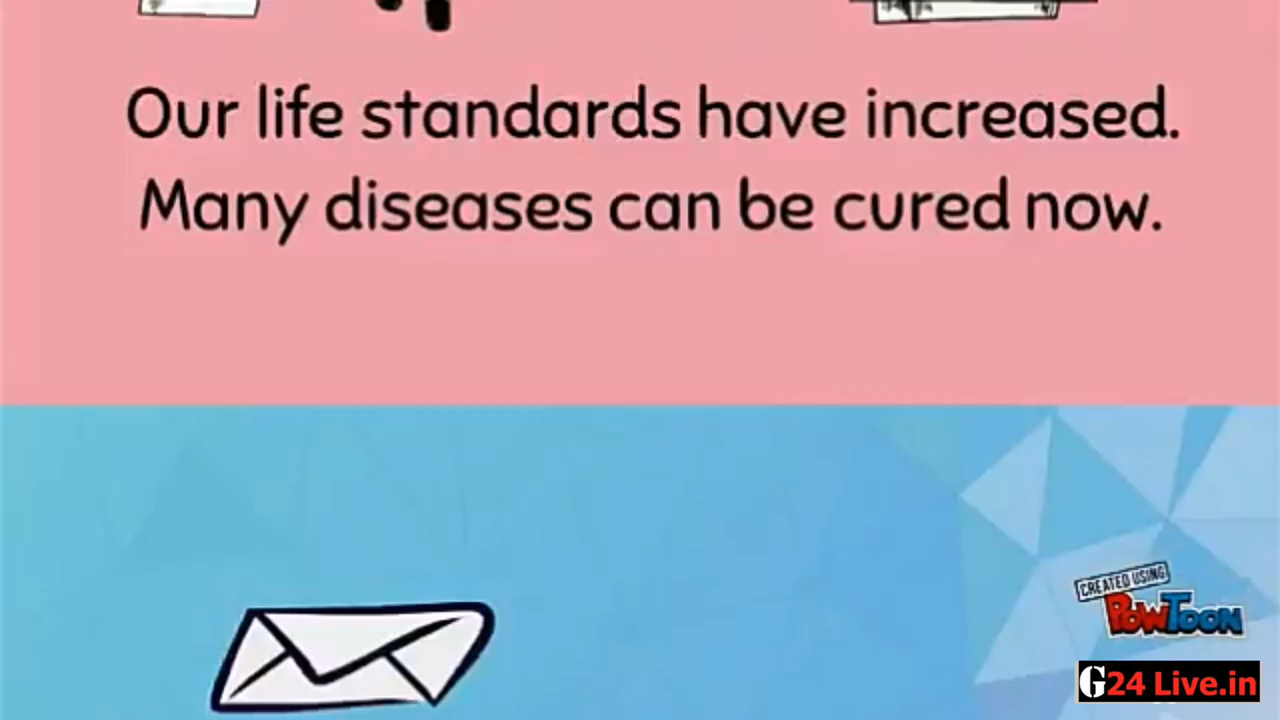 Our life standards have increased.
Many diseases can be cured now.
CREATED USING
PowToon
G24 Live.in